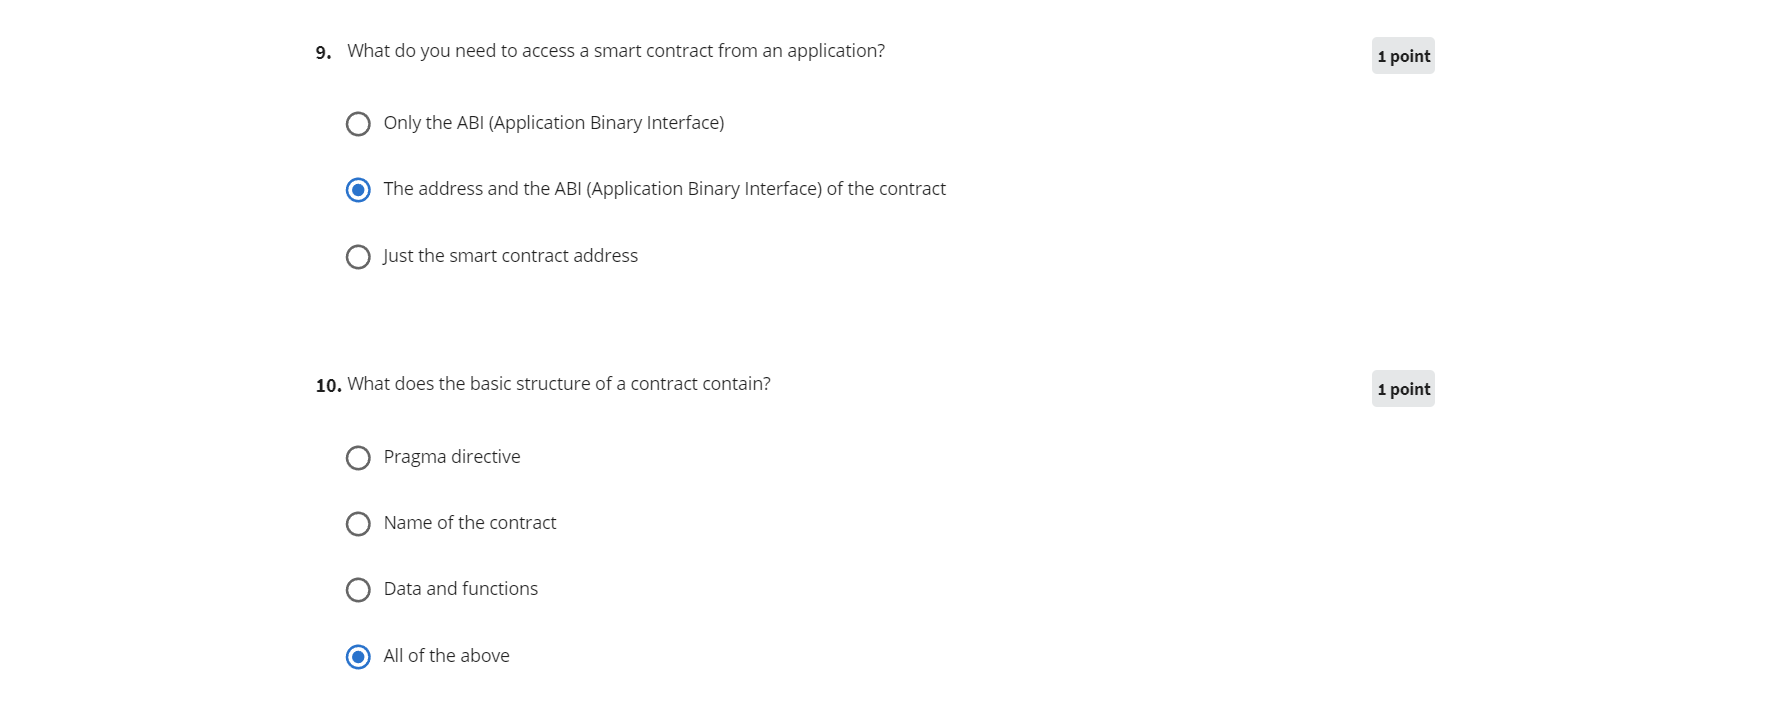 9. What do you need to access a smart contract from an application?
1 point
Only the ABI (Application Binary Interface)
The address and the ABI (Application Binary Interface) of the contract
Just the smart contract address
10. What does the basic structure of a contract contain?
1 point
Pragma directive
Name of the contract
Data and functions
All of the above